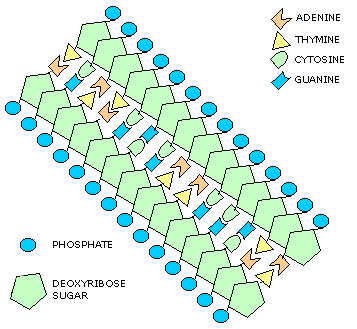 ADENINE
THYMINE
CYTOSINE
GUANINE
PHOSPHATE
DEOXYRIBOSE
SUGAR